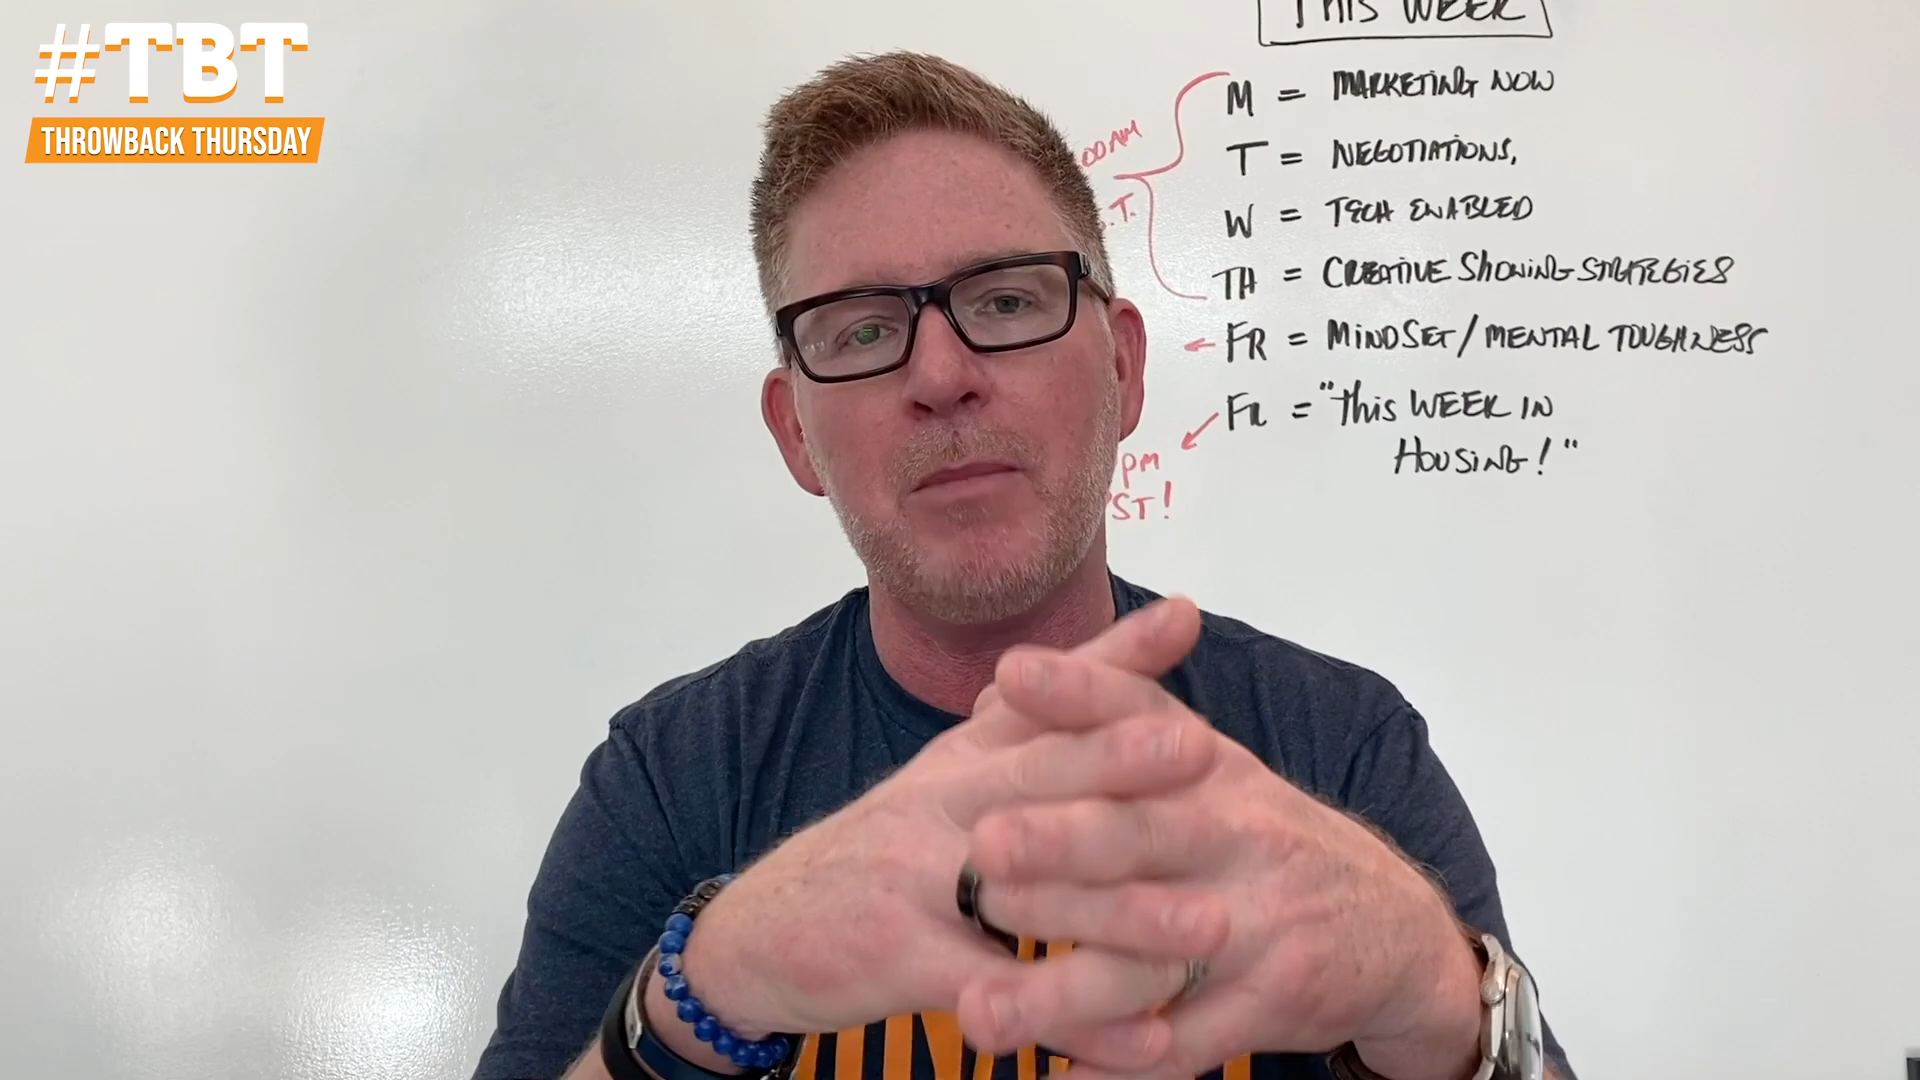 #TBT
THROWBACK THURSDAY
THIS WEEK
M = MARKETING NOW
T = NEGOTIATIONS,
W = TECH ENABLED
TH = CREATIVE SHOWING STRATEGIES
FR = MINDSET / MENTAL TOUGHNESS
FR = "THIS WEEK IN
HOUSING!"
:00AM
S.T.
PM
ST!